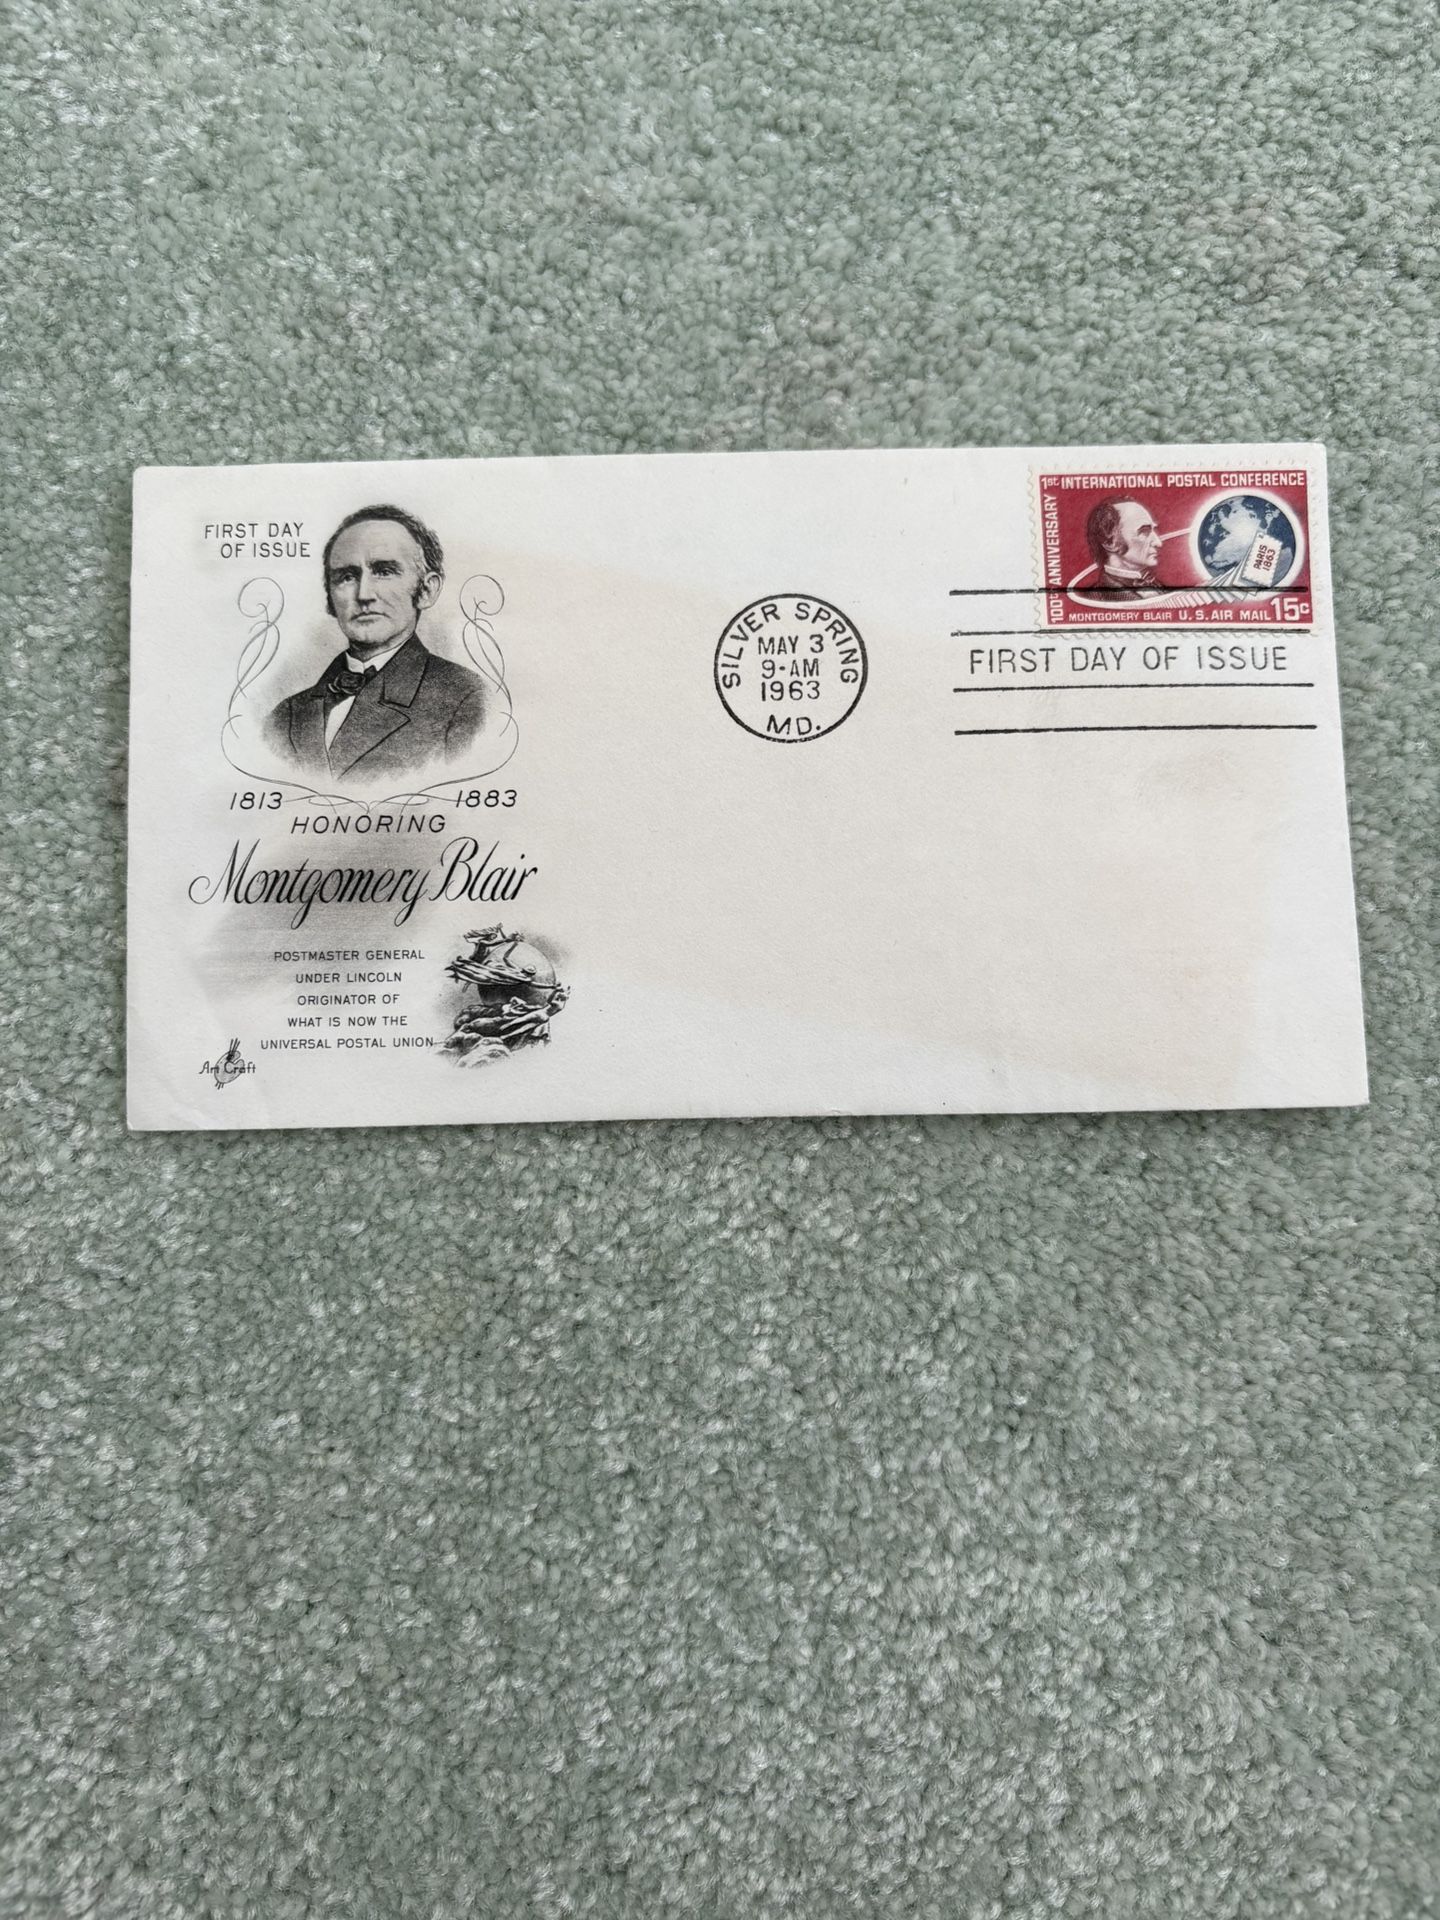 FIRST DAY
OF ISSUE
1813 1883
HONORING
Montgomery Blair
POSTMASTER GENERAL
UNDER LINCOLN
ORIGINATOR OF
WHAT IS NOW THE
UNIVERSAL POSTAL UNION
Art Craft
SILVER SPRING
MAY 3
9-AM
1963
MD.
100th ANNIVERSARY
1st INTERNATIONAL POSTAL CONFERENCE
PARIS
1863
MONTGOMERY BLAIR U.S. AIR MAIL 15c
FIRST DAY OF ISSUE